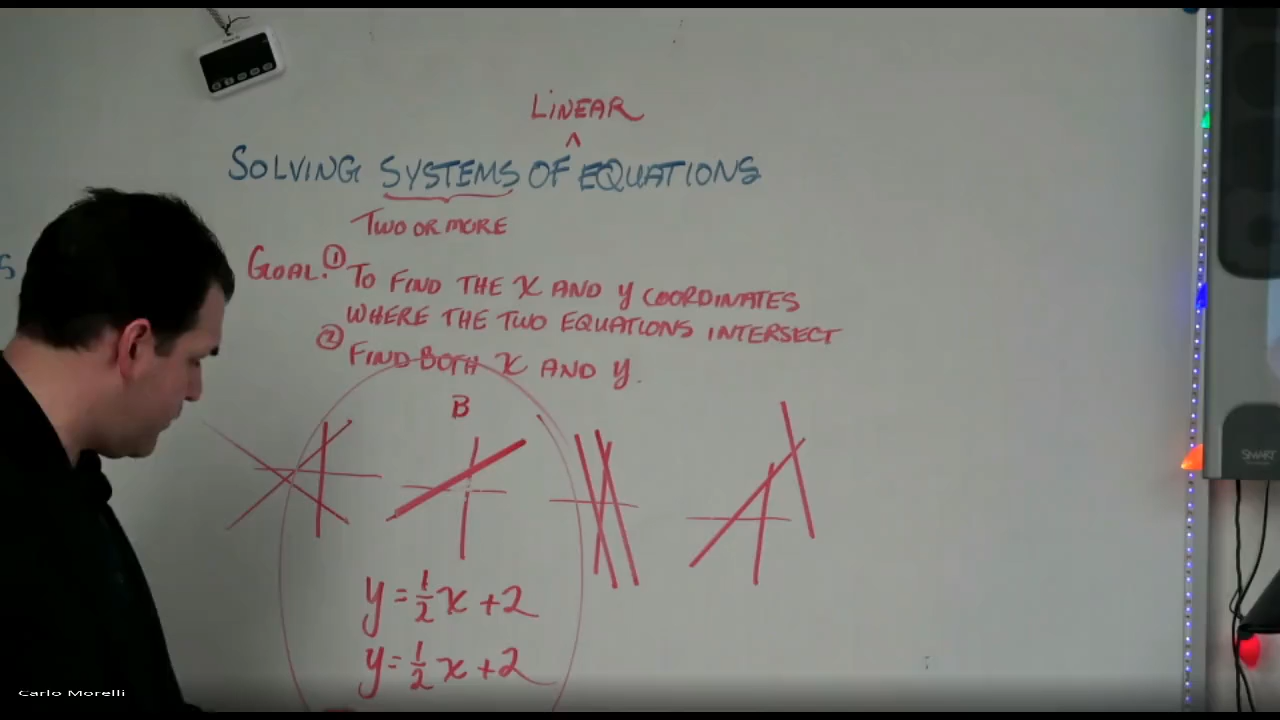 LINEAR
^
SOLVING SYSTEMS OF EQUATIONS
TWO OR MORE
S
GOAL: ① TO FIND THE X AND Y COORDINATES
WHERE THE TWO EQUATIONS INTERSECT
② FIND BOTH X AND Y.
B
y = 1/2 x + 2
y = 1/2 x + 2
SMART
Carlo Morelli